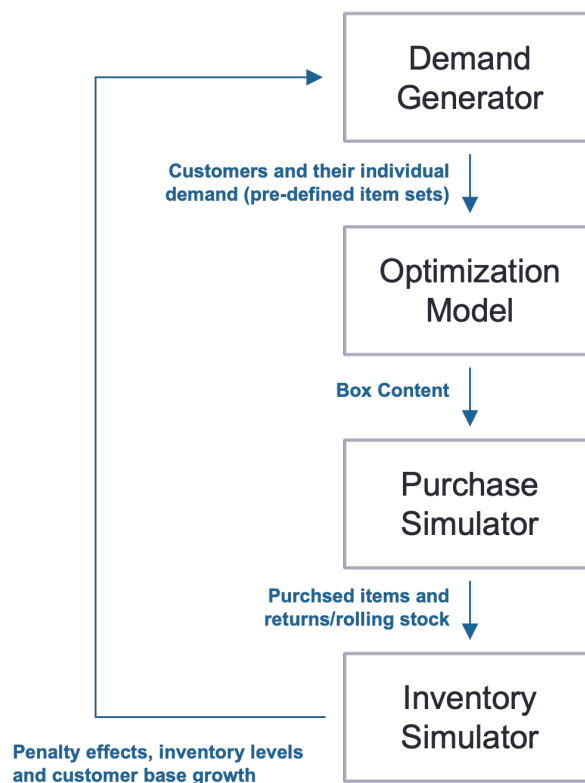 Demand
Generator
Customers and their individual
demand (pre-defined item sets)
Optimization
Model
Box Content
Purchase
Simulator
Purchsed items and
returns/rolling stock
Inventory
Simulator
Penalty effects, inventory levels
and customer base growth